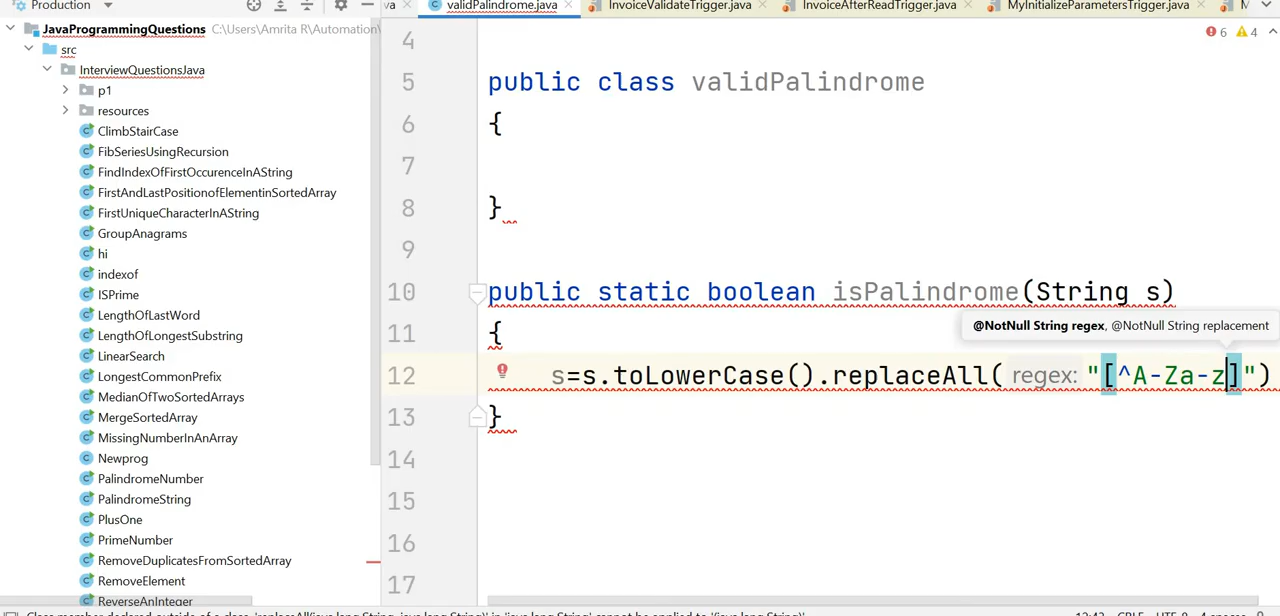 Production
va
validPalindrome.java
InvoiceValidateTrigger.java
InvoiceAfterReadTrigger.java
MyInitializeParametersTrigger.java
JavaProgrammingQuestions C:\Users\Amrita R\Automation\
src
InterviewQuestionsJava
p1
resources
ClimbStairCase
FibSeriesUsingRecursion
FindIndexOfFirstOccurenceInAString
FirstAndLastPositionofElementinSortedArray
FirstUniqueCharacterInAString
GroupAnagrams
hi
indexof
ISPrime
LengthOfLastWord
LengthOfLongestSubstring
LinearSearch
LongestCommonPrefix
MedianOfTwoSortedArrays
MergeSortedArray
MissingNumberInAnArray
Newprog
PalindromeNumber
PalindromeString
PlusOne
PrimeNumber
RemoveDuplicatesFromSortedArray
RemoveElement
ReverseAnInteger
6 4
4
5 public class validPalindrome
6 {
7
8 }
9
10 public static boolean isPalindrome(String s)
@NotNull String regex, @NotNull String replacement
11 {
12 s=s.toLowerCase().replaceAll( regex: "[^A-Za-z]")
13 }
14
15
16
17